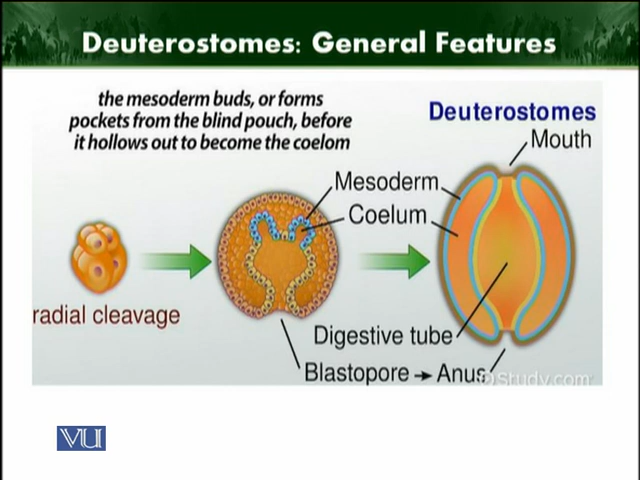 Deuterostomes: General Features
the mesoderm buds, or forms
pockets from the blind pouch, before
it hollows out to become the coelom
Deuterostomes
Mouth
Mesoderm
Coelum
radial cleavage
Digestive tube
Blastopore → Anus
© Study.com
VU